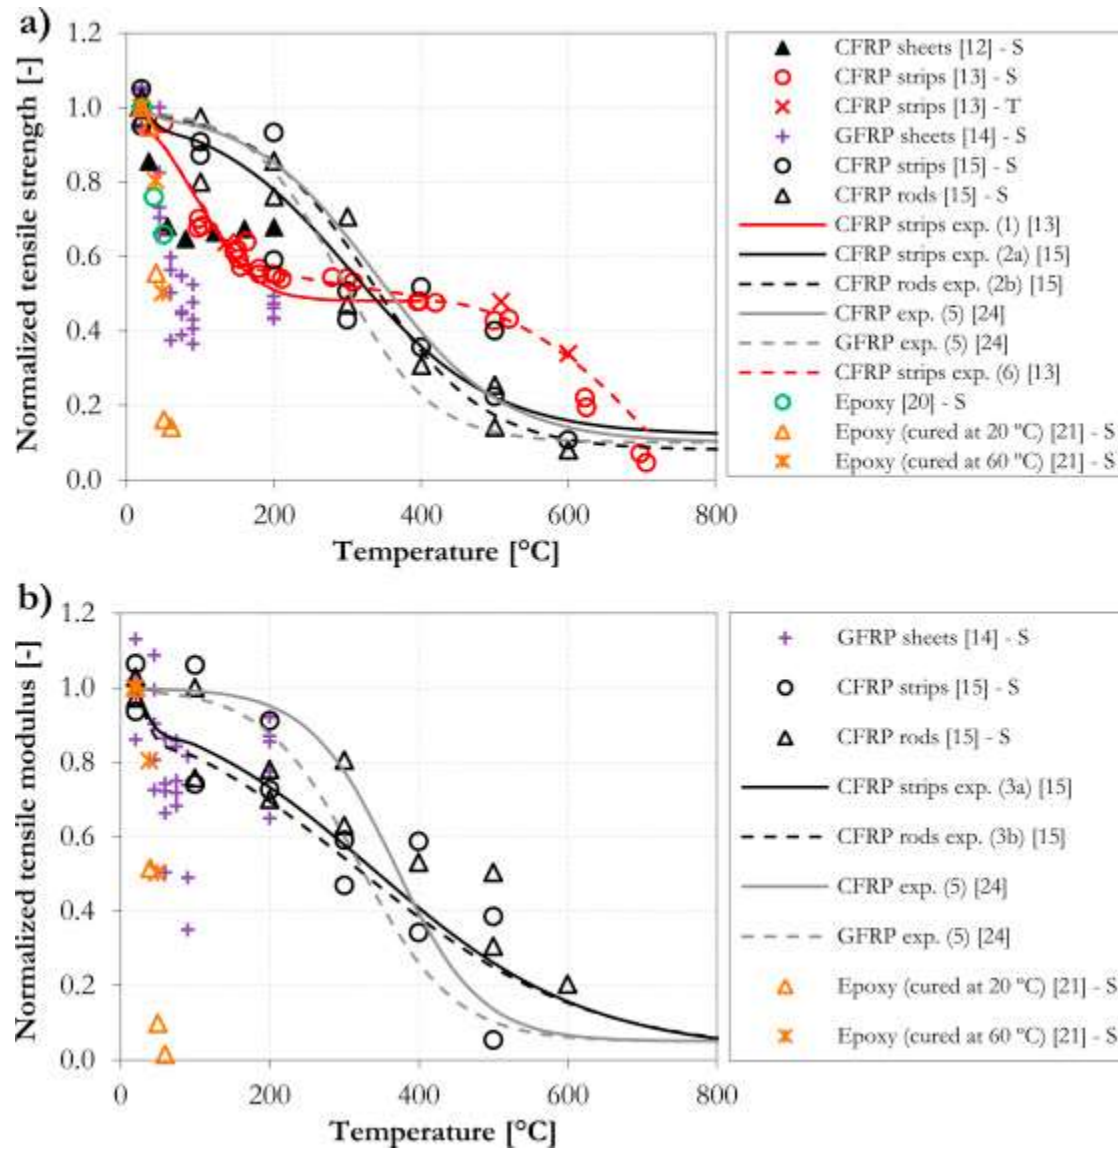 a)
1.2
1.0
0.8
0.6
0.4
0.2
0.0
Normalized tensile strength [-]
0 200 400 600 800
Temperature [°C]
CFRP sheets [12] - S
CFRP strips [13] - S
CFRP strips [13] - T
GFRP sheets [14] - S
CFRP strips [15] - S
CFRP rods [15] - S
CFRP strips exp. (1) [13]
CFRP strips exp. (2a) [15]
CFRP rods exp. (2b) [15]
CFRP exp. (5) [24]
GFRP exp. (5) [24]
CFRP strips exp. (6) [13]
Epoxy [20] - S
Epoxy (cured at 20 ºC) [21] - S
Epoxy (cured at 60 ºC) [21] - S
b)
1.2
1.0
0.8
0.6
0.4
0.2
0.0
Normalized tensile modulus [-]
0 200 400 600 800
Temperature [°C]
GFRP sheets [14] - S
CFRP strips [15] - S
CFRP rods [15] - S
CFRP strips exp. (3a) [15]
CFRP rods exp. (3b) [15]
CFRP exp. (5) [24]
GFRP exp. (5) [24]
Epoxy (cured at 20 ºC) [21] - S
Epoxy (cured at 60 ºC) [21] - S